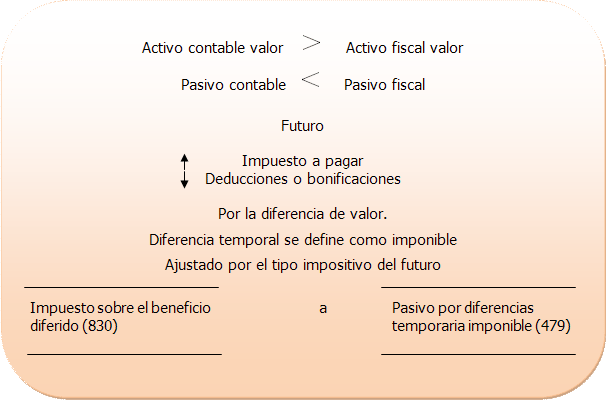 Activo contable valor > Activo fiscal valor
Pasivo contable < Pasivo fiscal
Futuro
Impuesto a pagar
Deducciones o bonificaciones
Por la diferencia de valor.
Diferencia temporal se define como imponible
Ajustado por el tipo impositivo del futuro
Impuesto sobre el beneficio diferido (830) a Pasivo por diferencias temporaria imponible (479)